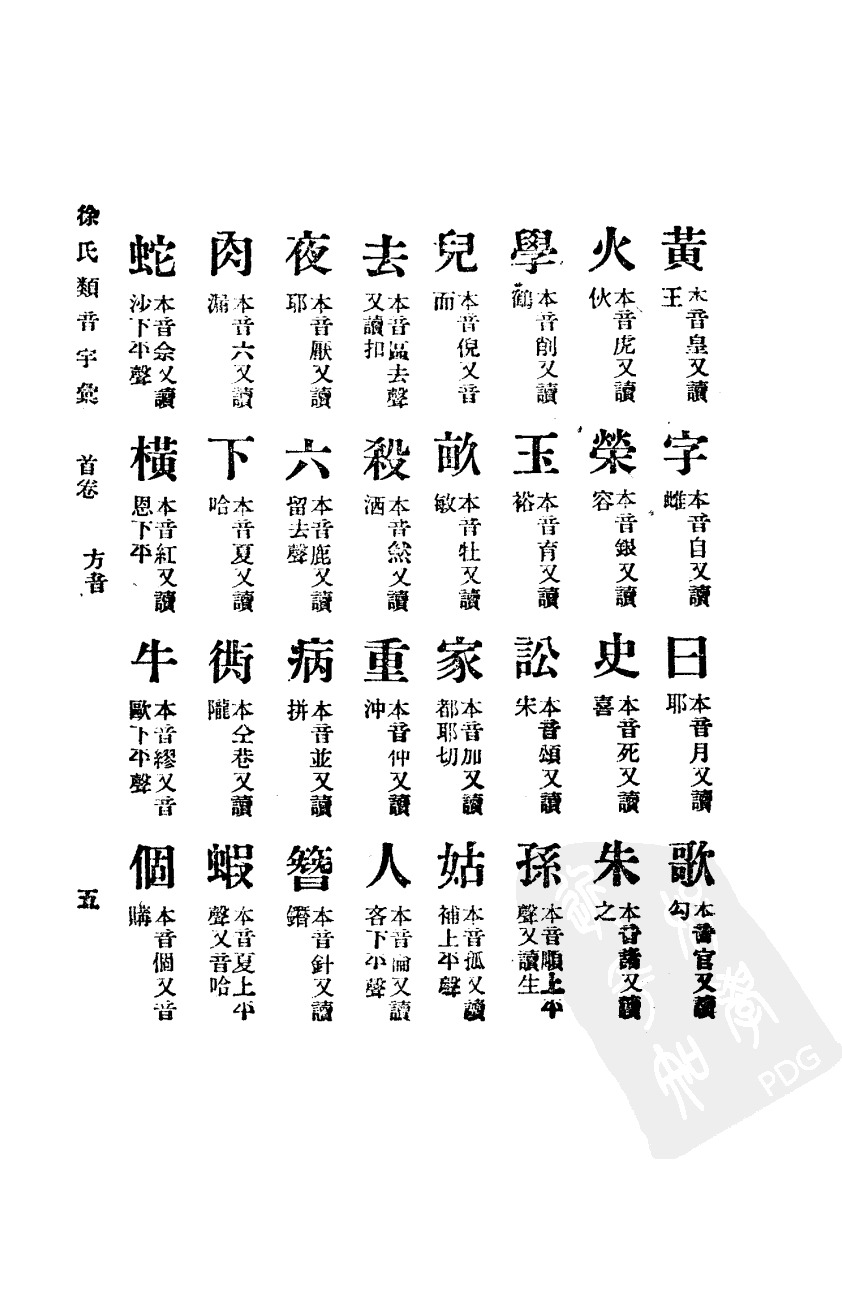 黃 本音皇又讀王
字 本音自又讀雌
曰 本音月又讀耶
歌 本音官又讀勾
火 本音虎又讀伙
榮 本音銀又讀容
史 本音死又讀喜
朱 本音諸又讀之
學 本音削又讀鶴
玉 本音育又讀裕
訟 本音頌又讀宋
孫 本音順上平聲又讀生
兒 本音倪又音而
畝 本音牡又讀敏
家 本音加又讀都耶切
姑 本音孤又讀補上平聲
去 本音區去聲又讀扣
殺 本音煞又讀洒
重 本音仲又讀沖
人 本音倫又讀客下平聲
夜 本音厭又讀耶
六 本音鹿又讀留去聲
病 本音並又讀拼
簪 本音針又讀鐕
肉 本音六又讀漏
下 本音夏又讀哈
衖 本仝巷又讀隴
蝦 本音夏上平聲又音哈
蛇 本音佘又讀沙下平聲
橫 本音紅又讀恩下平
牛 本音繆又音歐下平聲
個 本音個又音購
徐氏類音字彙 首卷 方音 五
PDG